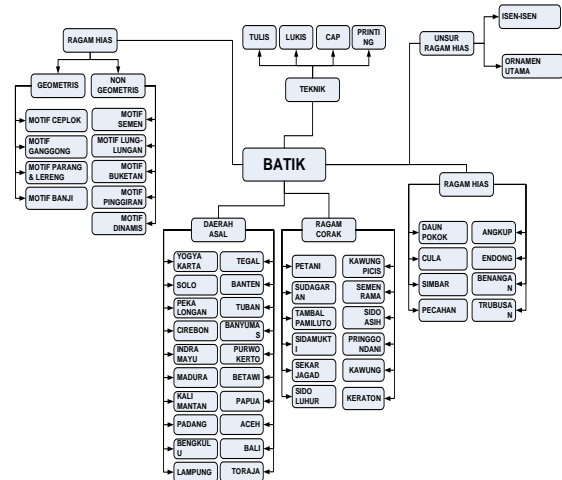 RAGAM HIAS
GEOMETRIS
NON
GEOMETRIS
MOTIF CEPLOK
MOTIF
GANGGONG
MOTIF PARANG
& LERENG
MOTIF BANJI
MOTIF
SEMEN
MOTIF LUNG-
LUNGAN
MOTIF
BUKETAN
MOTIF
PINGGIRAN
MOTIF
DINAMIS
TULIS
LUKIS
CAP
PRINTI
NG
TEKNIK
UNSUR
RAGAM HIAS
ISEN-ISEN
ORNAMEN
UTAMA
BATIK
RAGAM HIAS
DAUN
POKOK
CULA
SIMBAR
PECAHAN
ANGKUP
ENDONG
BENANGA
N
TRUBUSA
N
DAERAH
ASAL
YOGYA
KARTA
SOLO
PEKA
LONGAN
CIREBON
INDRA
MAYU
MADURA
KALI
MANTAN
PADANG
BENGKUL
U
LAMPUNG
TEGAL
BANTEN
TUBAN
BANYUMA
S
PURWO
KERTO
BETAWI
PAPUA
ACEH
BALI
TORAJA
RAGAM
CORAK
PETANI
SUDAGAR
AN
TAMBAL
PAMILUTO
SIDAMUKT
I
SEKAR
JAGAD
SIDO
LUHUR
KAWUNG
PICIS
SEMEN
RAMA
SIDO
ASIH
PRINGGO
NDANI
KAWUNG
KERATON